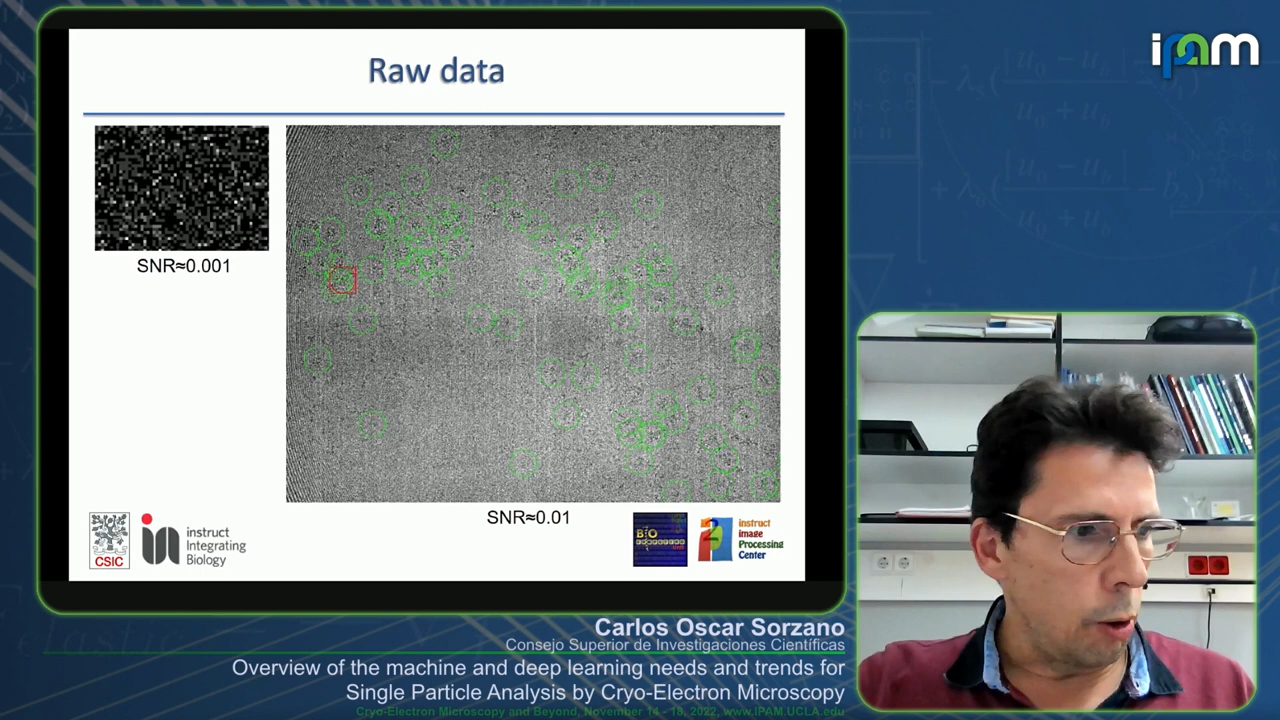 Raw data
ipam
SNR≈0.001
SNR≈0.01
CSIC
instruct
Integrating
Biology
BIO
instruct
image
Processing
Center
Carlos Oscar Sorzano
Consejo Superior de Investigaciones Científicas
Overview of the machine and deep learning needs and trends for
Single Particle Analysis by Cryo-Electron Microscopy
Cryo-Electron Microscopy and Beyond, November 14 - 18, 2022, www.IPAM.UCLA.edu